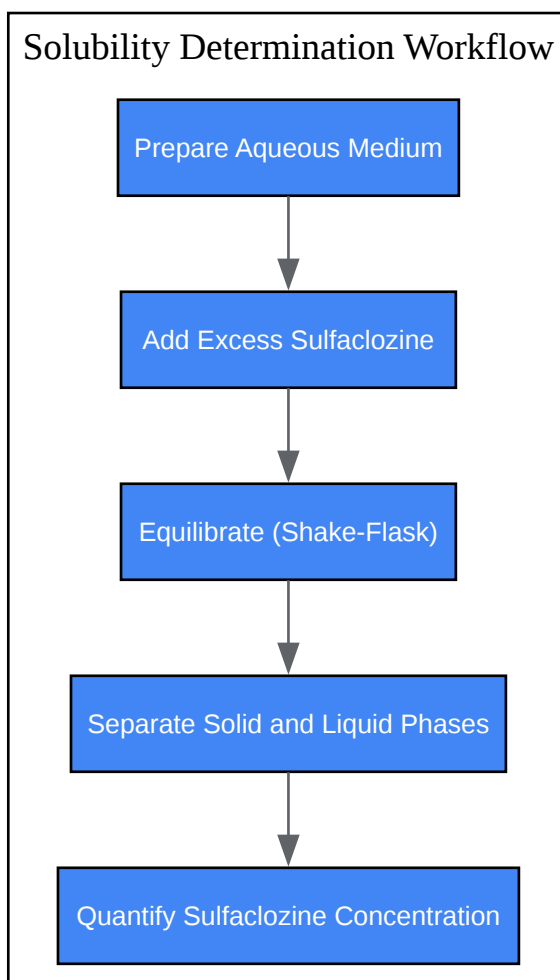 Solubility Determination Workflow
Prepare Aqueous Medium
Add Excess Sulfaclozine
Equilibrate (Shake-Flask)
Separate Solid and Liquid Phases
Quantify Sulfaclozine Concentration